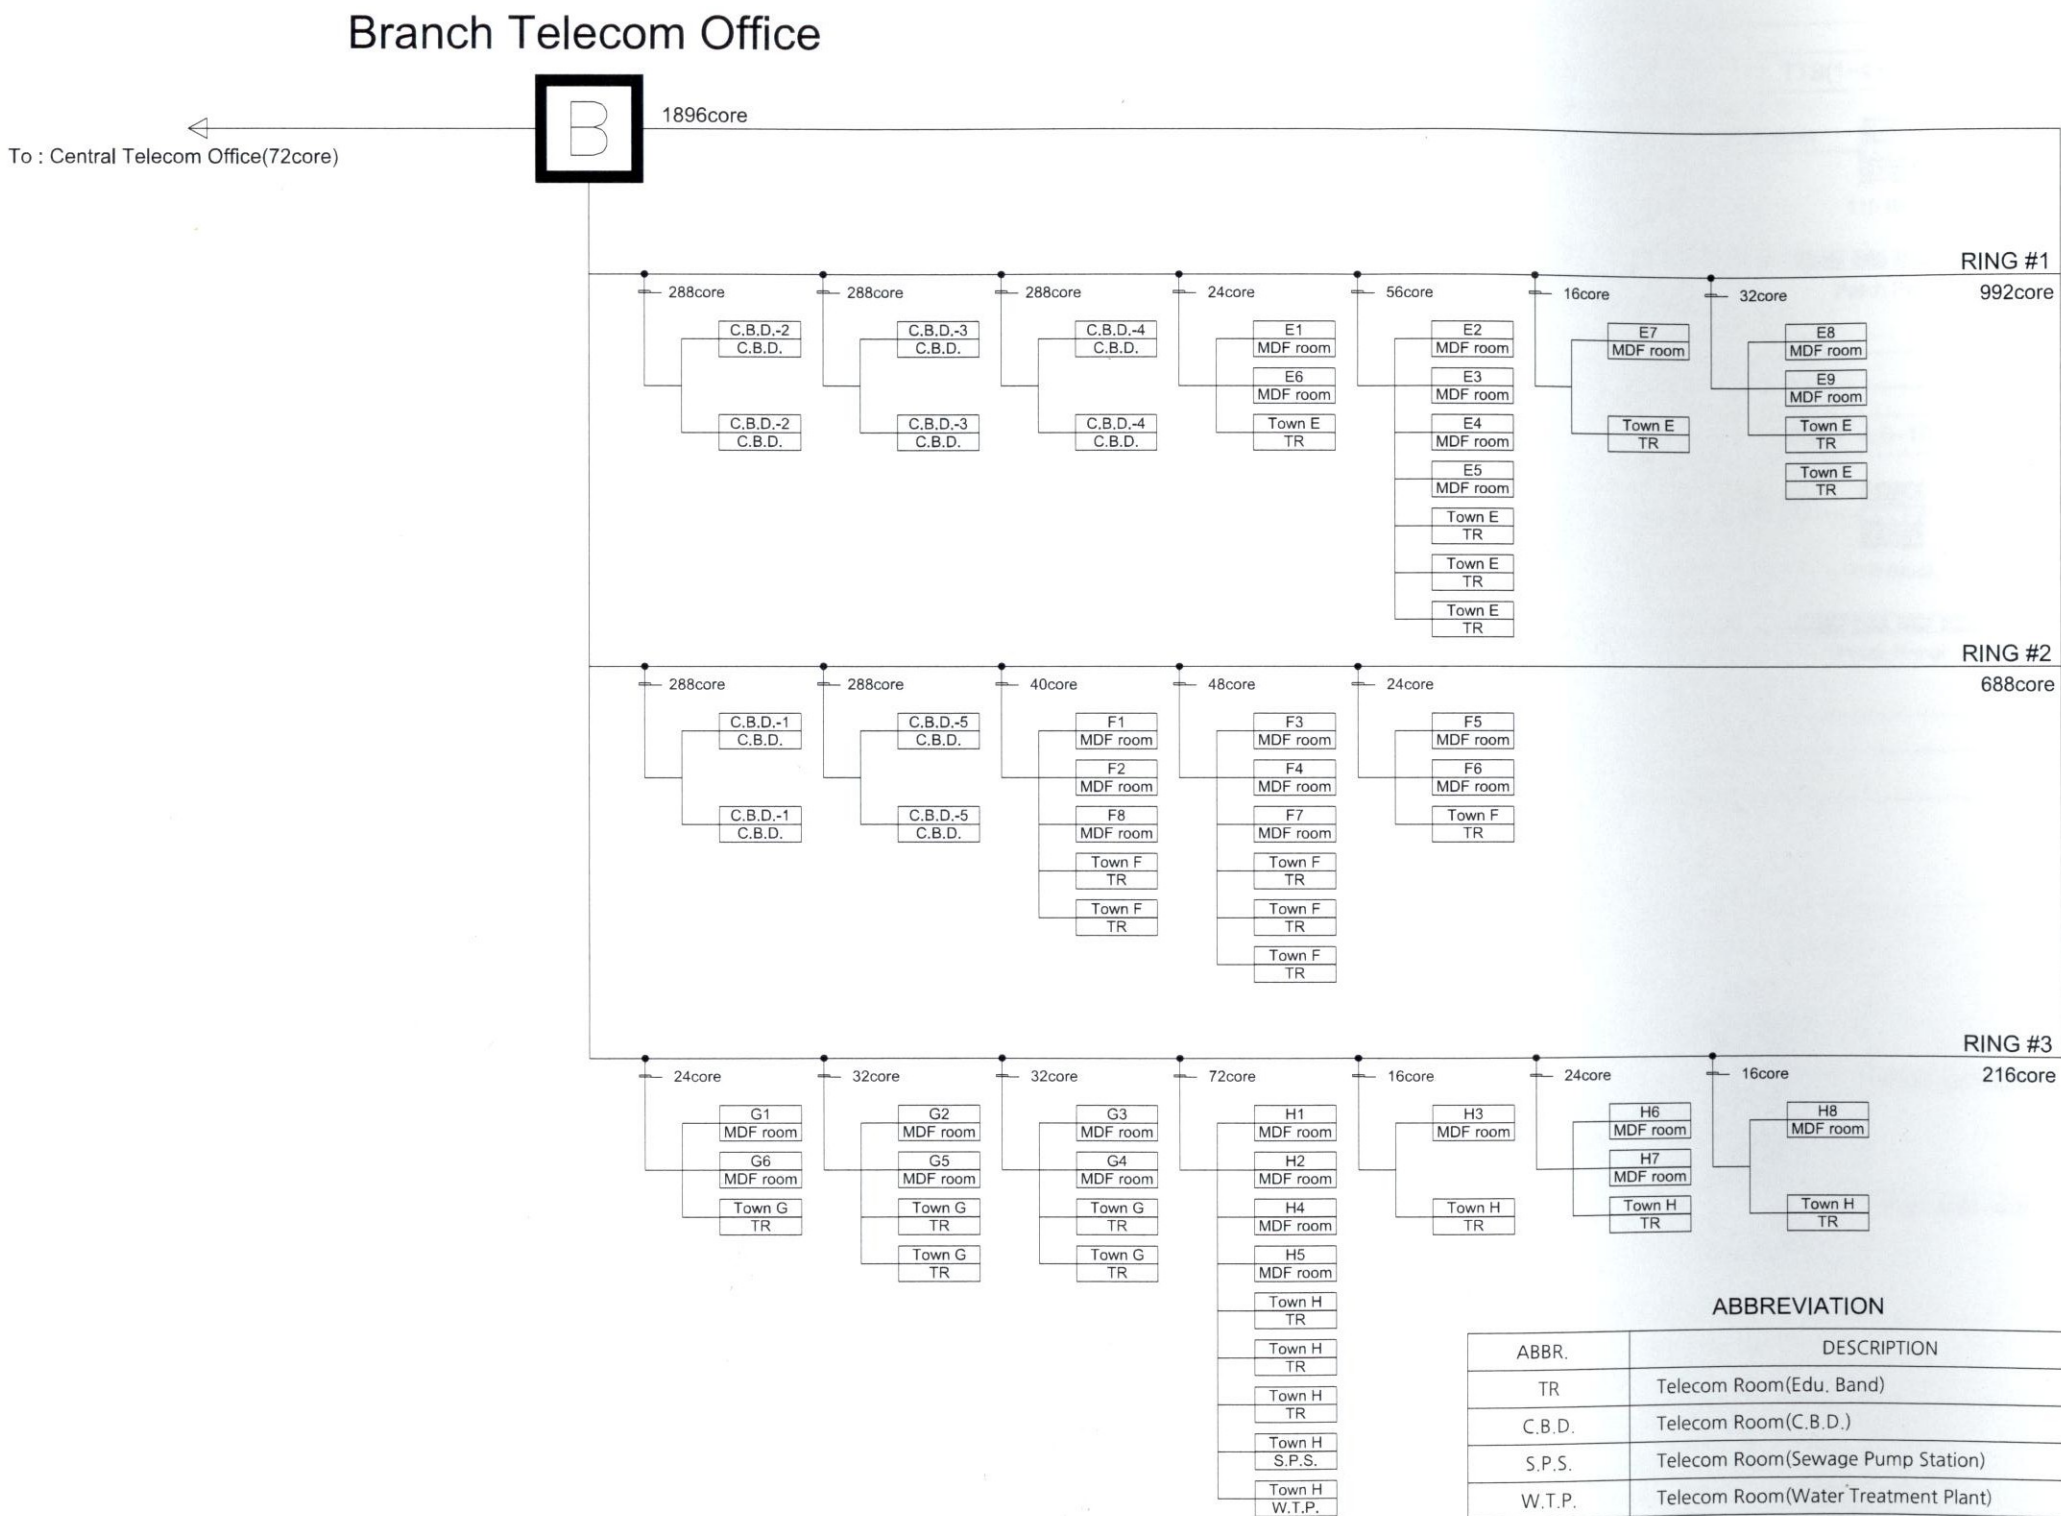 Branch Telecom Office
B
1896core
To : Central Telecom Office(72core)
RING #1
992core
288core
288core
288core
24core
56core
16core
32core
C.B.D.-2
C.B.D.
C.B.D.-2
C.B.D.
C.B.D.-3
C.B.D.
C.B.D.-3
C.B.D.
C.B.D.-4
C.B.D.
C.B.D.-4
C.B.D.
E1
MDF room
E6
MDF room
Town E
TR
E2
MDF room
E3
MDF room
E4
MDF room
E5
MDF room
Town E
TR
Town E
TR
Town E
TR
E7
MDF room
Town E
TR
E8
MDF room
E9
MDF room
Town E
TR
Town E
TR
RING #2
688core
288core
288core
40core
48core
24core
C.B.D.-1
C.B.D.
C.B.D.-1
C.B.D.
C.B.D.-5
C.B.D.
C.B.D.-5
C.B.D.
F1
MDF room
F2
MDF room
F8
MDF room
Town F
TR
Town F
TR
F3
MDF room
F4
MDF room
F7
MDF room
Town F
TR
Town F
TR
Town F
TR
F5
MDF room
F6
MDF room
Town F
TR
RING #3
216core
24core
32core
32core
72core
16core
24core
16core
G1
MDF room
G6
MDF room
Town G
TR
G2
MDF room
G5
MDF room
Town G
TR
Town G
TR
G3
MDF room
G4
MDF room
Town G
TR
Town G
TR
H1
MDF room
H2
MDF room
H4
MDF room
H5
MDF room
Town H
TR
Town H
TR
Town H
TR
Town H
S.P.S.
Town H
W.T.P.
H3
MDF room
Town H
TR
H6
MDF room
H7
MDF room
Town H
TR
H8
MDF room
Town H
TR
ABBREVIATION
ABBR. DESCRIPTION
TR Telecom Room(Edu. Band)
C.B.D. Telecom Room(C.B.D.)
S.P.S. Telecom Room(Sewage Pump Station)
W.T.P. Telecom Room(Water Treatment Plant)